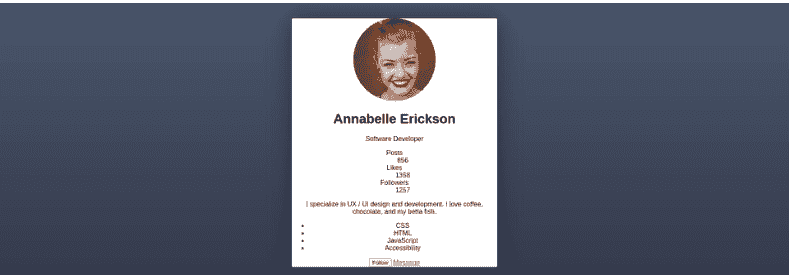 Annabelle Erickson
Software Developer
Posts
856
Likes
1358
Followers
1257
I specialize in UX / UI design and development. I love coffee,
chocolate, and my betta fish.
CSS
HTML
JavaScript
Accessibility
Follow Message